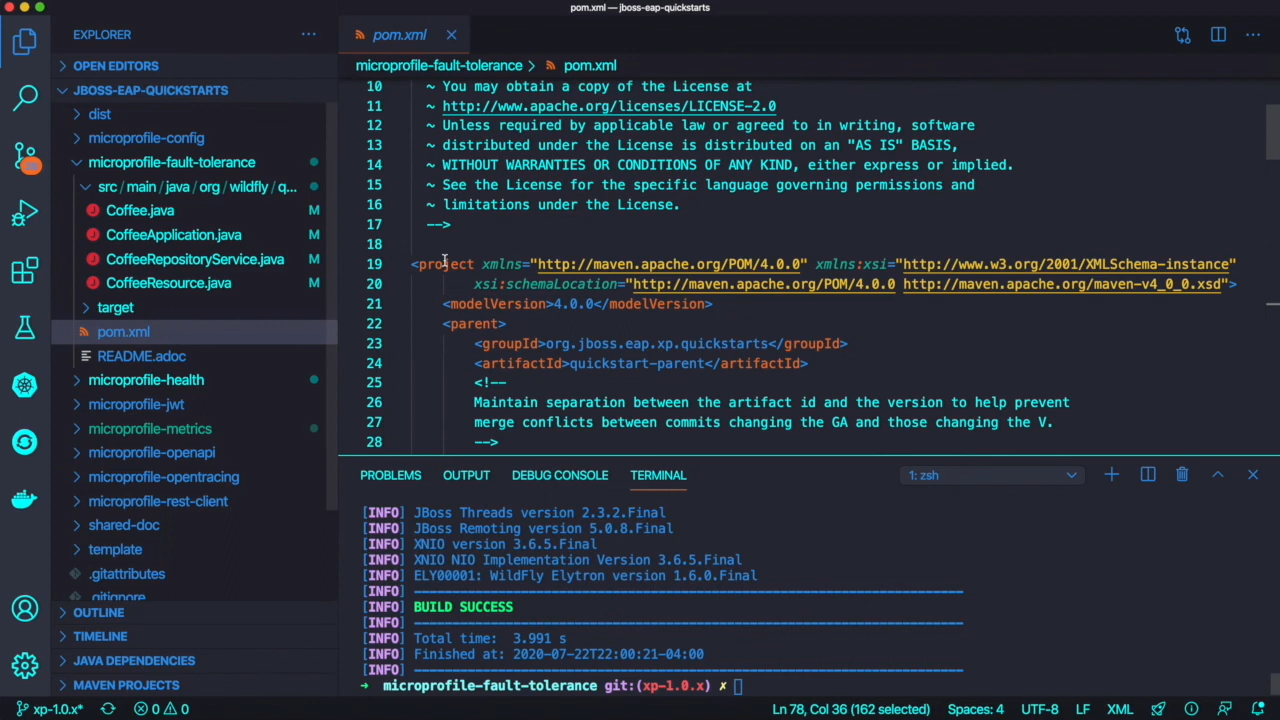 pom.xml — jboss-eap-quickstarts
EXPLORER
OPEN EDITORS
JBOSS-EAP-QUICKSTARTS
dist
microprofile-config
microprofile-fault-tolerance
src / main / java / org / wildfly / q...
Coffee.java M
CoffeeApplication.java M
CoffeeRepositoryService.java M
CoffeeResource.java M
target
pom.xml
README.adoc
microprofile-health
microprofile-jwt
microprofile-metrics
microprofile-openapi
microprofile-opentracing
microprofile-rest-client
shared-doc
template
.gitattributes
.gitignore
OUTLINE
TIMELINE
JAVA DEPENDENCIES
MAVEN PROJECTS
pom.xml
microprofile-fault-tolerance > pom.xml
10 ~ You may obtain a copy of the License at
11 ~ http://www.apache.org/licenses/LICENSE-2.0
12 ~ Unless required by applicable law or agreed to in writing, software
13 ~ distributed under the License is distributed on an "AS IS" BASIS,
14 ~ WITHOUT WARRANTIES OR CONDITIONS OF ANY KIND, either express or implied.
15 ~ See the License for the specific language governing permissions and
16 ~ limitations under the License.
17 -->
18
19 <project xmlns="http://maven.apache.org/POM/4.0.0" xmlns:xsi="http://www.w3.org/2001/XMLSchema-instance"
20 xsi:schemaLocation="http://maven.apache.org/POM/4.0.0 http://maven.apache.org/maven-v4_0_0.xsd">
21 <modelVersion>4.0.0</modelVersion>
22 <parent>
23 <groupId>org.jboss.eap.xp.quickstarts</groupId>
24 <artifactId>quickstart-parent</artifactId>
25 <!--
26 Maintain separation between the artifact id and the version to help prevent
27 merge conflicts between commits changing the GA and those changing the V.
28 -->
PROBLEMS OUTPUT DEBUG CONSOLE TERMINAL 1: zsh
[INFO] JBoss Threads version 2.3.2.Final
[INFO] JBoss Remoting version 5.0.8.Final
[INFO] XNIO version 3.6.5.Final
[INFO] XNIO NIO Implementation Version 3.6.5.Final
[INFO] ELY00001: WildFly Elytron version 1.6.0.Final
[INFO] ------------------------------------------------------------------------
[INFO] BUILD SUCCESS
[INFO] ------------------------------------------------------------------------
[INFO] Total time: 3.991 s
[INFO] Finished at: 2020-07-22T22:00:21-04:00
[INFO] ------------------------------------------------------------------------
➜ microprofile-fault-tolerance git:(xp-1.0.x) ✗
xp-1.0.x* 0 0 Ln 78, Col 36 (162 selected) Spaces: 4 UTF-8 LF XML